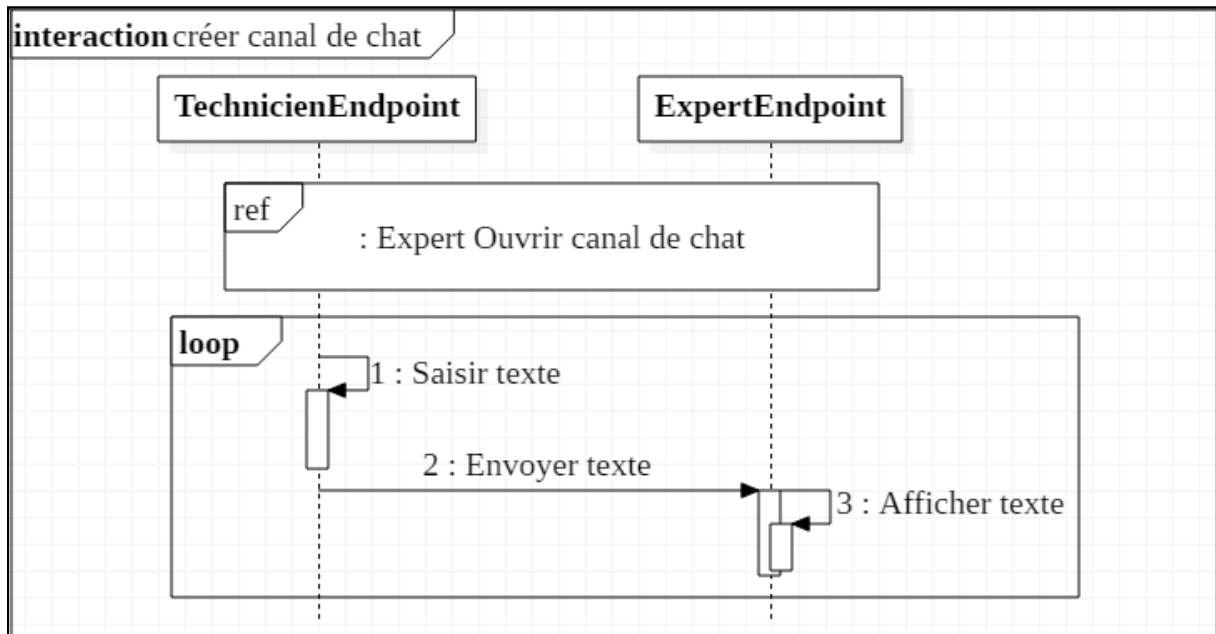 interaction créer canal de chat
TechnicienEndpoint
ExpertEndpoint
ref
: Expert Ouvrir canal de chat
loop
1 : Saisir texte
2 : Envoyer texte
3 : Afficher texte